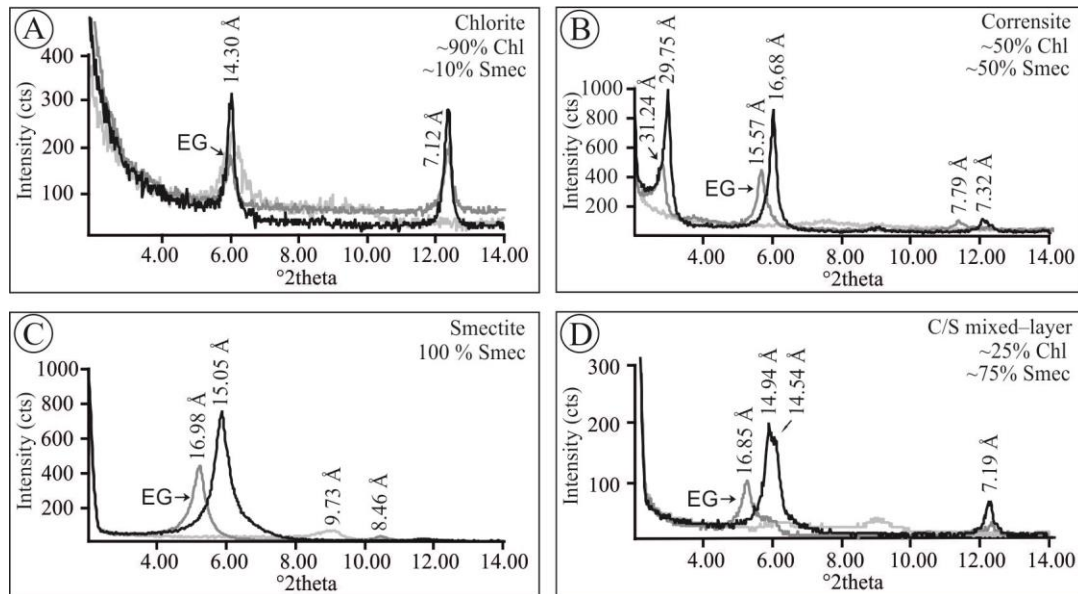 A
Chlorite
~90% Chl
~10% Smec
Intensity (cts)
400
300
200
100
14.30 Å
EG
7.12 Å
4.00 6.00 8.00 10.00 12.00 14.00
°2theta
B
Corrensite
~50% Chl
~50% Smec
Intensity (cts)
1000
800
600
400
200
31.24 Å
29.75 Å
EG
15.57 Å
16,68 Å
7.79 Å
7.32 Å
4.00 6.00 8.00 10.00 12.00 14.00
°2theta
C
Smectite
100 % Smec
Intensity (cts)
1000
800
600
400
200
EG
16.98 Å
15.05 Å
9.73 Å
8.46 Å
4.00 6.00 8.00 10.00 12.00 14.00
°2theta
D
C/S mixed–layer
~25% Chl
~75% Smec
Intensity (cts)
300
200
100
EG
16.85 Å
14.94 Å
14.54 Å
7.19 Å
4.00 6.00 8.00 10.00 12.00 14.00
°2theta